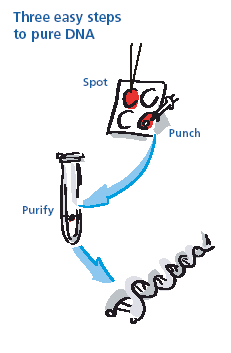 Three easy steps
to pure DNA
Spot
Punch
Purify